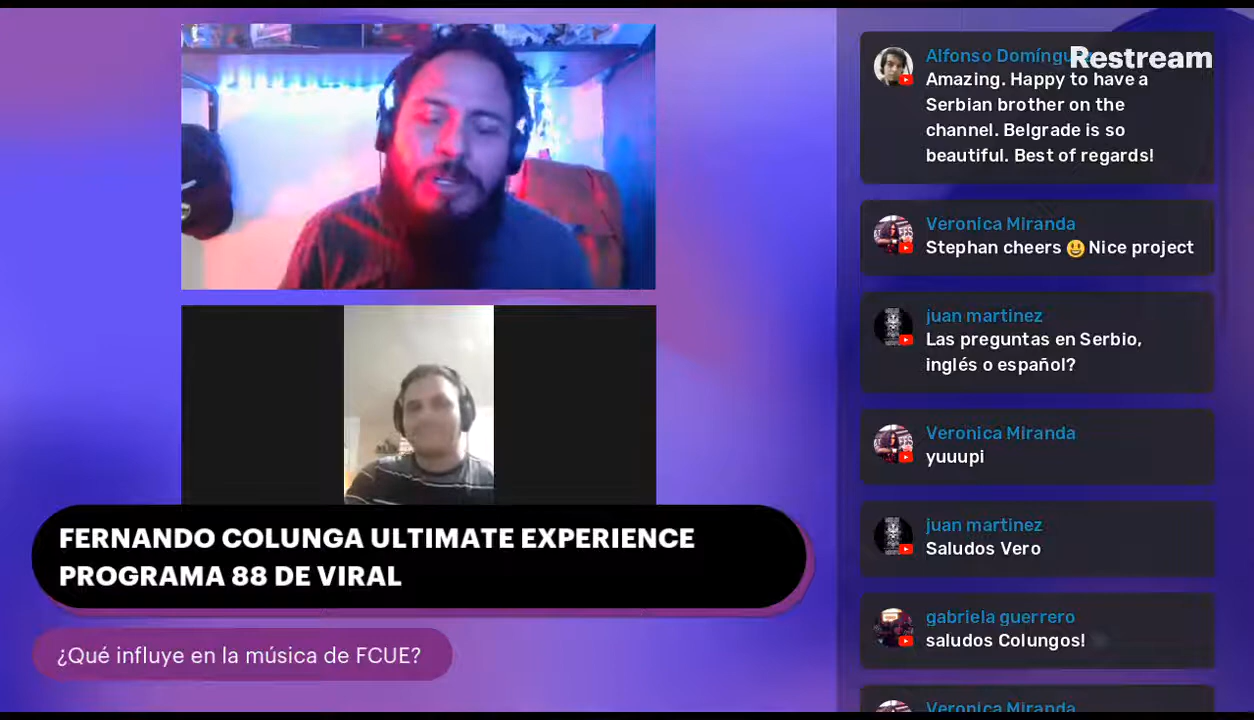 FERNANDO COLUNGA ULTIMATE EXPERIENCE
PROGRAMA 88 DE VIRAL
¿Qué influye en la música de FCUE?
Restream
Alfonso
Amazing. Happy to have a
Serbian brother on the
channel. Belgrade is so
beautiful. Best of regards!
Veronica Miranda
Stephan cheers 😃 Nice project
juan martinez
Las preguntas en Serbio,
inglés o español?
Veronica Miranda
yuuupi
juan martinez
Saludos Vero
gabriela guerrero
saludos Colungos!
Veronica Miranda